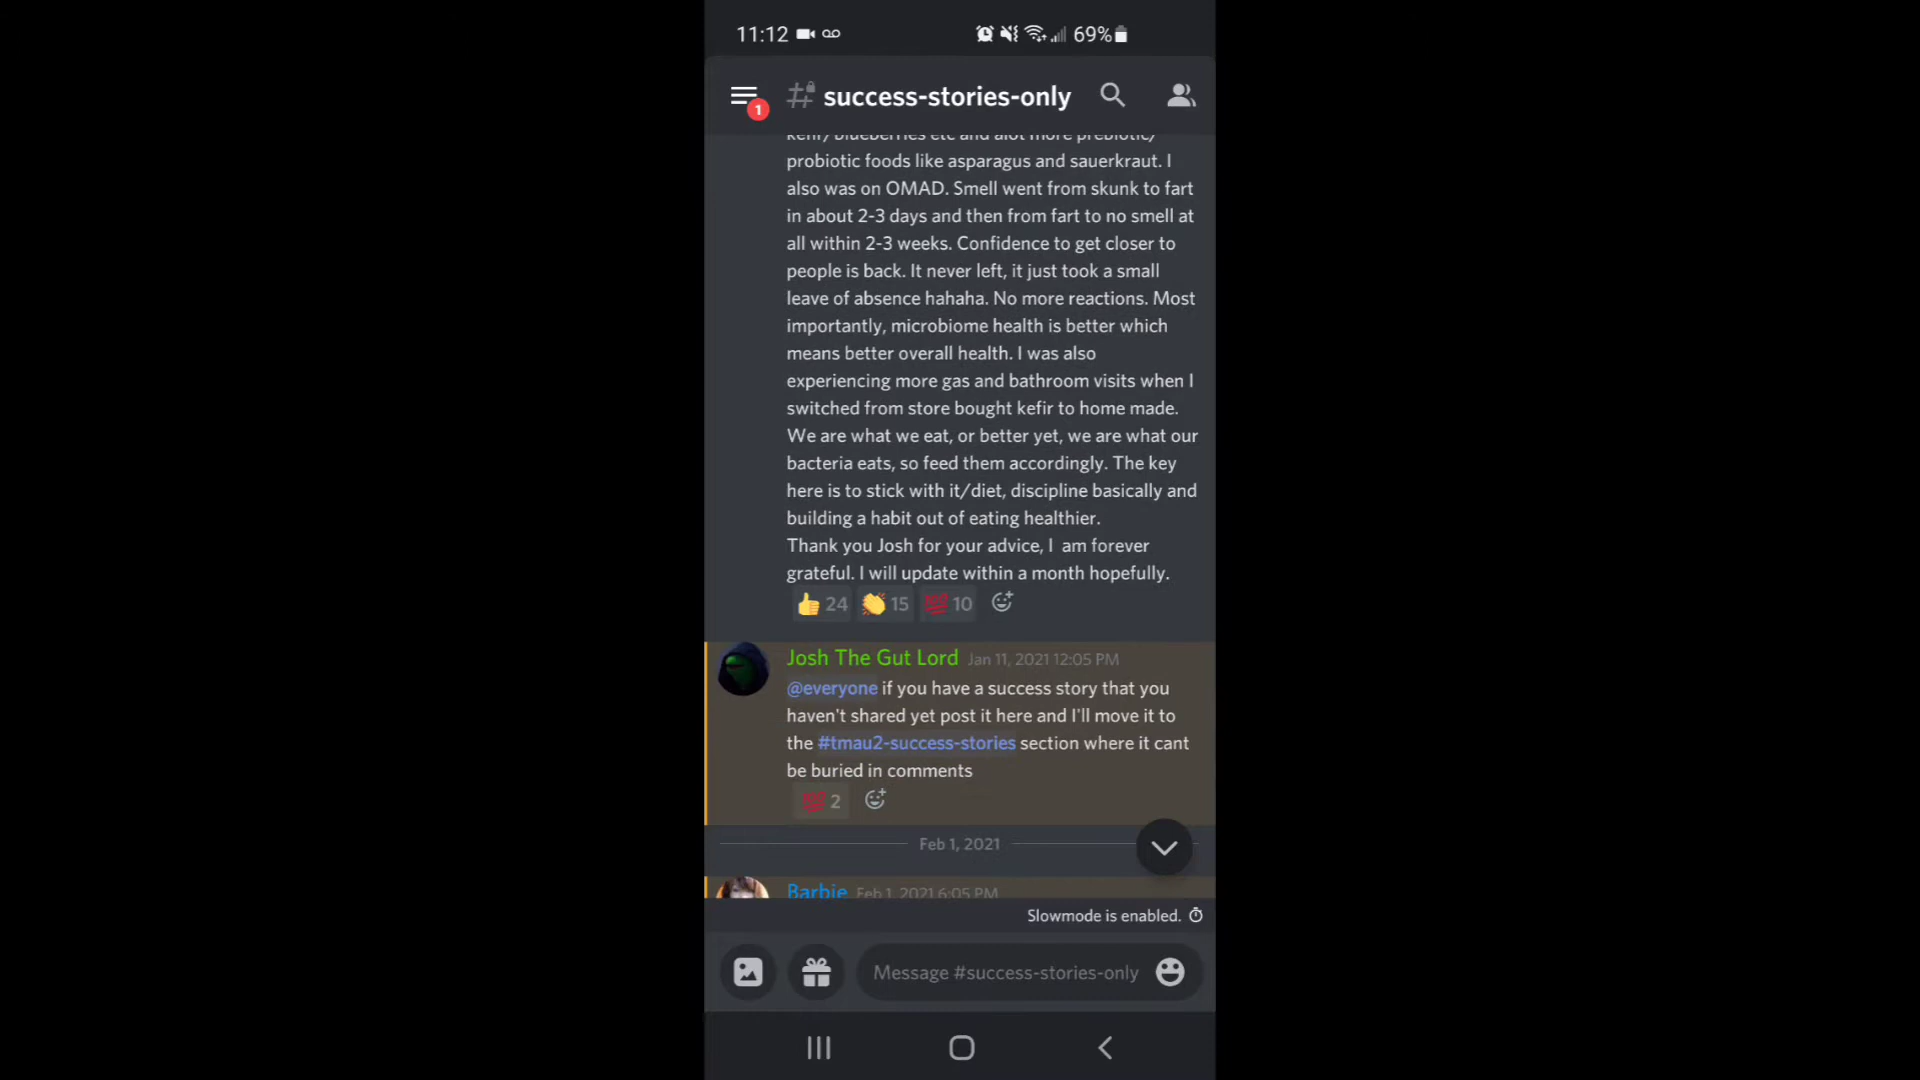 11:12
69%
1
success-stories-only
kefir/ blueberries etc and alot more prebiotic/
probiotic foods like asparagus and sauerkraut. I
also was on OMAD. Smell went from skunk to fart
in about 2-3 days and then from fart to no smell at
all within 2-3 weeks. Confidence to get closer to
people is back. It never left, it just took a small
leave of absence hahaha. No more reactions. Most
importantly, microbiome health is better which
means better overall health. I was also
experiencing more gas and bathroom visits when I
switched from store bought kefir to home made.
We are what we eat, or better yet, we are what our
bacteria eats, so feed them accordingly. The key
here is to stick with it/diet, discipline basically and
building a habit out of eating healthier.
Thank you Josh for your advice, I  am forever
grateful. I will update within a month hopefully.
24 15 10
Josh The Gut Lord Jan 11, 2021 12:05 PM
@everyone if you have a success story that you
haven't shared yet post it here and I'll move it to
the #tmau2-success-stories section where it cant
be buried in comments
2
Feb 1, 2021
Barbie Feb 1, 2021 6:05 PM
Slowmode is enabled.
Message #success-stories-only